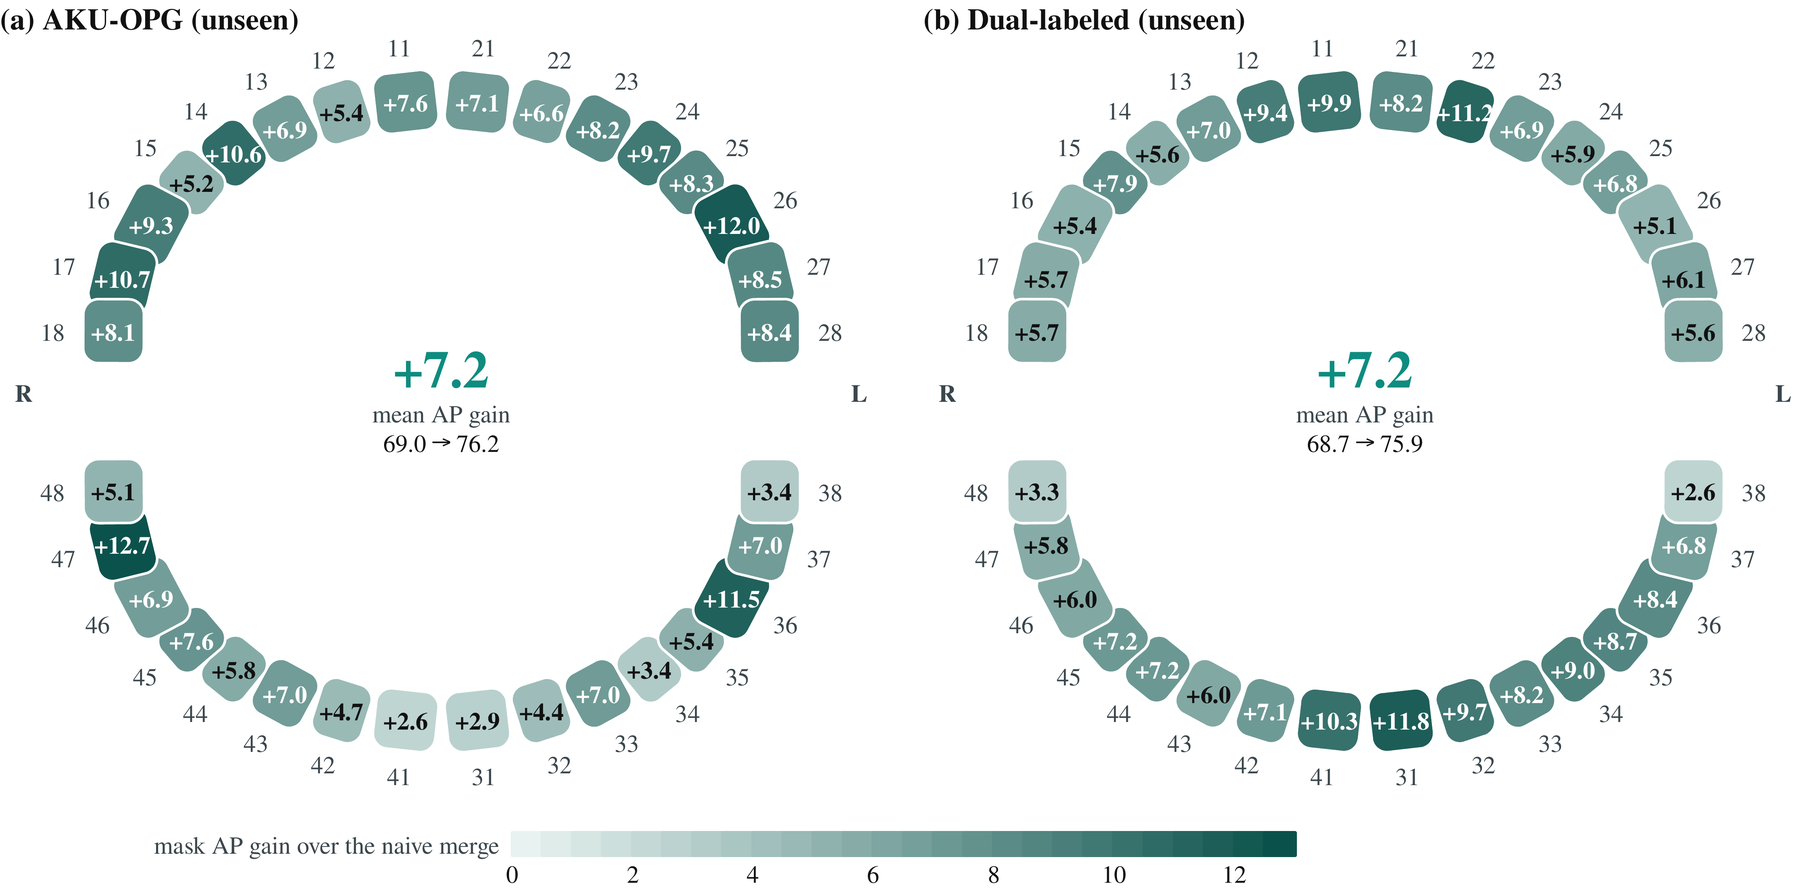 (a) AKU-OPG (unseen)
11 21
12 22
13 23
14 24
15 25
16 26
17 27
18 28
+7.6 +7.1
+5.4 +6.6
+6.9 +8.2
+10.6 +9.7
+5.2 +8.3
+9.3 +12.0
+10.7 +8.5
+8.1 +8.4
+7.2
R L
mean AP gain
69.0 → 76.2
48 +5.1 +3.4 38
47 +12.7 +7.0 37
46 +6.9 +11.5 36
45 +7.6 +5.4 35
44 +5.8 +3.4 34
43 +7.0 +7.0 33
42 +4.7 +4.4 32
41 +2.6 +2.9 31
(b) Dual-labeled (unseen)
11 21
12 22
13 23
14 24
15 25
16 26
17 27
18 28
+9.9 +8.2
+9.4 +11.2
+7.0 +6.9
+5.6 +5.9
+7.9 +6.8
+5.4 +5.1
+5.7 +6.1
+5.7 +5.6
+7.2
R L
mean AP gain
68.7 → 75.9
48 +3.3 +2.6 38
47 +5.8 +6.8 37
46 +6.0 +8.4 36
45 +7.2 +8.7 35
44 +7.2 +9.0 34
43 +6.0 +8.2 33
42 +7.1 +9.7 32
41 +10.3 +11.8 31
mask AP gain over the naive merge
0 2 4 6 8 10 12